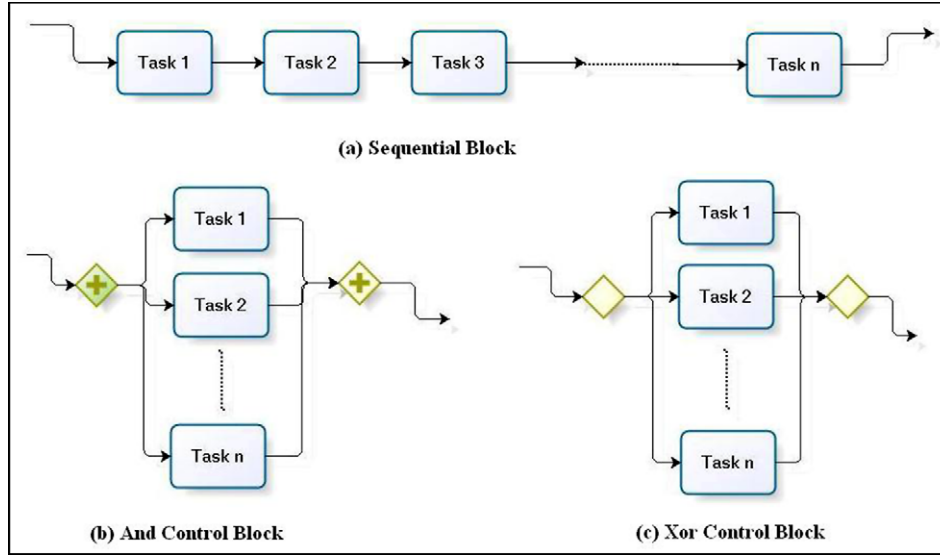 Task 1
Task 2
Task 3
Task n
(a) Sequential Block
Task 1
Task 2
Task n
(b) And Control Block
Task 1
Task 2
Task n
(c) Xor Control Block